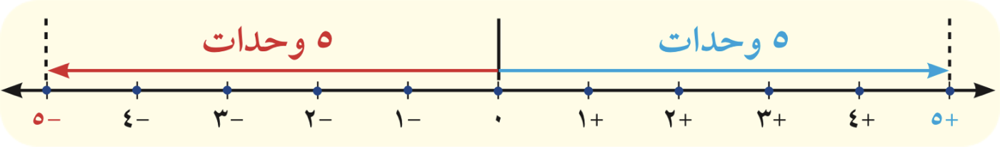 ٥ وحدات ٥ وحدات
−٥ −٤ −٣ −٢ −١ ٠ +١ +٢ +٣ +٤ +٥